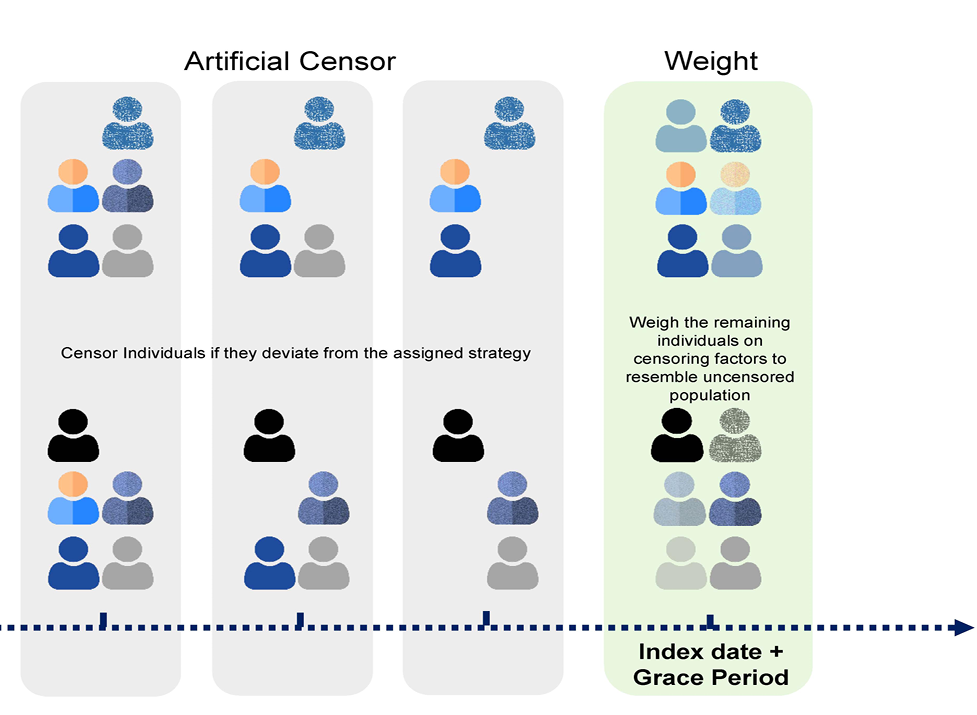 Artificial Censor
Weight
Censor Individuals if they deviate from the assigned strategy
Weigh the remaining
individuals on
censoring factors to
resemble uncensored
population
Index date +
Grace Period